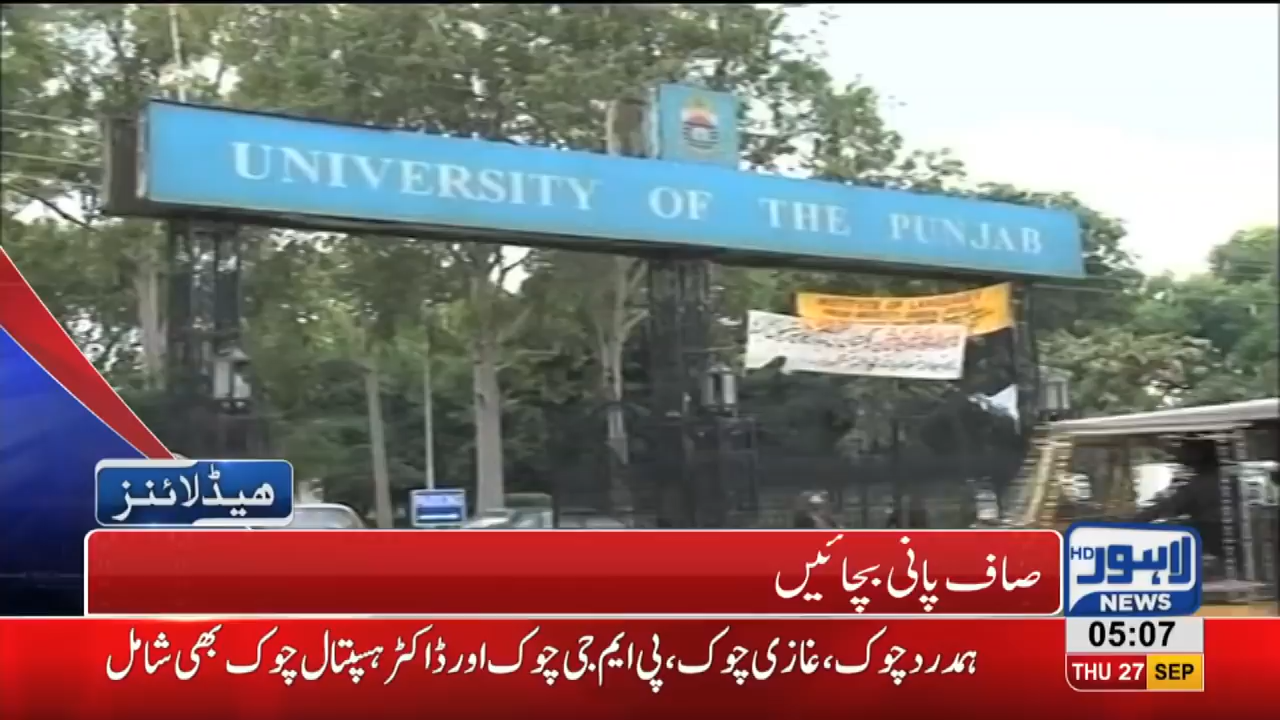 UNIVERSITY OF THE PUNJAB
ھیڈلائنز
صاف پانی بچائیں
HD لاہور
NEWS
05:07
THU 27 SEP
ہمدرد چوک، غازی چوک، پی ایم جی چوک اور ڈاکٹر ہسپتال چوک بھی شامل